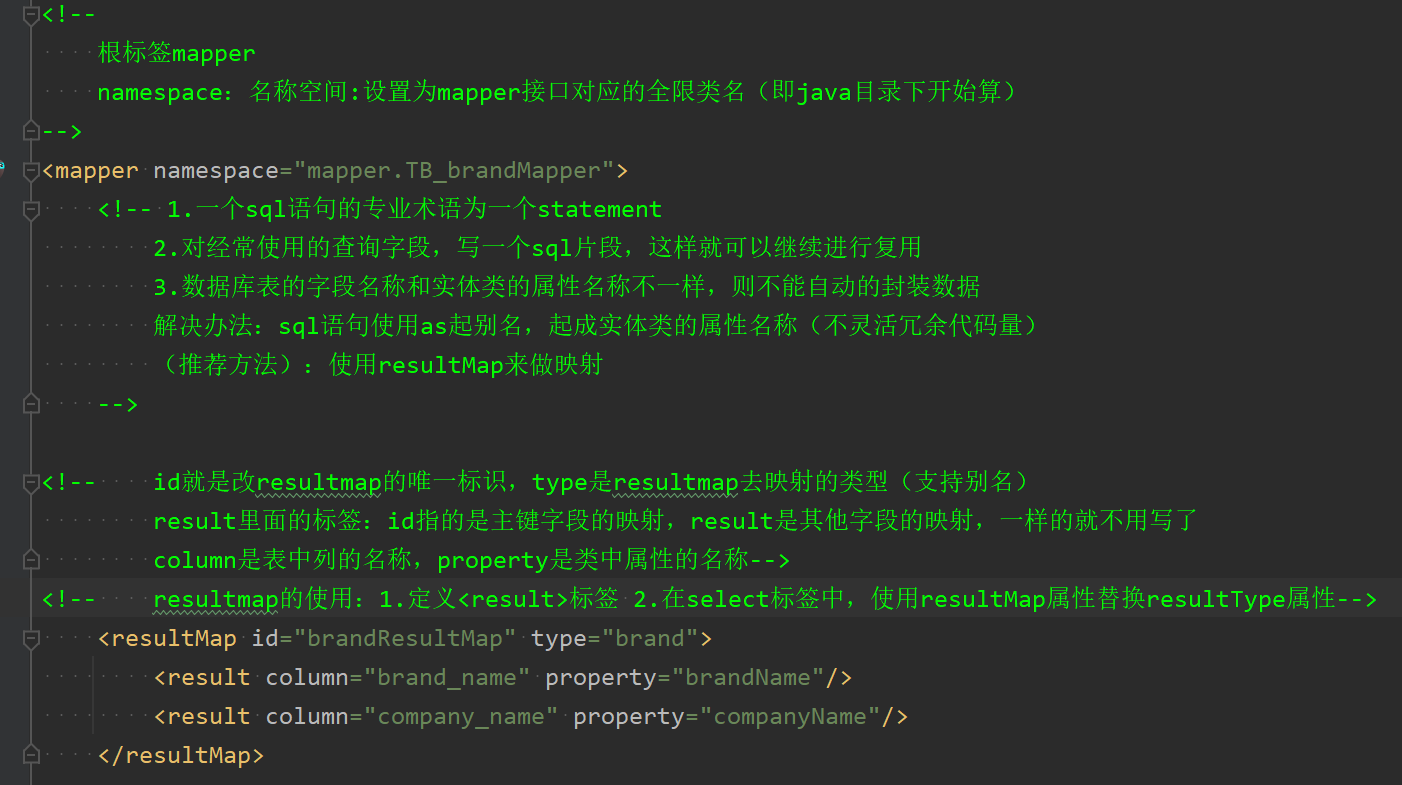 <!--
根标签mapper
namespace：名称空间:设置为mapper接口对应的全限类名（即java目录下开始算）
-->
<mapper namespace="mapper.TB_brandMapper">
<!-- 1.一个sql语句的专业术语为一个statement
2.对经常使用的查询字段，写一个sql片段，这样就可以继续进行复用
3.数据库表的字段名称和实体类的属性名称不一样，则不能自动的封装数据
解决办法：sql语句使用as起别名，起成实体类的属性名称（不灵活冗余代码量）
（推荐方法）：使用resultMap来做映射
-->
<!-- id就是改resultmap的唯一标识，type是resultmap去映射的类型（支持别名）
result里面的标签：id指的是主键字段的映射，result是其他字段的映射，一样的就不用写了
column是表中列的名称，property是类中属性的名称-->
<!-- resultmap的使用：1.定义<result>标签 2.在select标签中，使用resultMap属性替换resultType属性-->
<resultMap id="brandResultMap" type="brand">
<result column="brand_name" property="brandName"/>
<result column="company_name" property="companyName"/>
</resultMap>